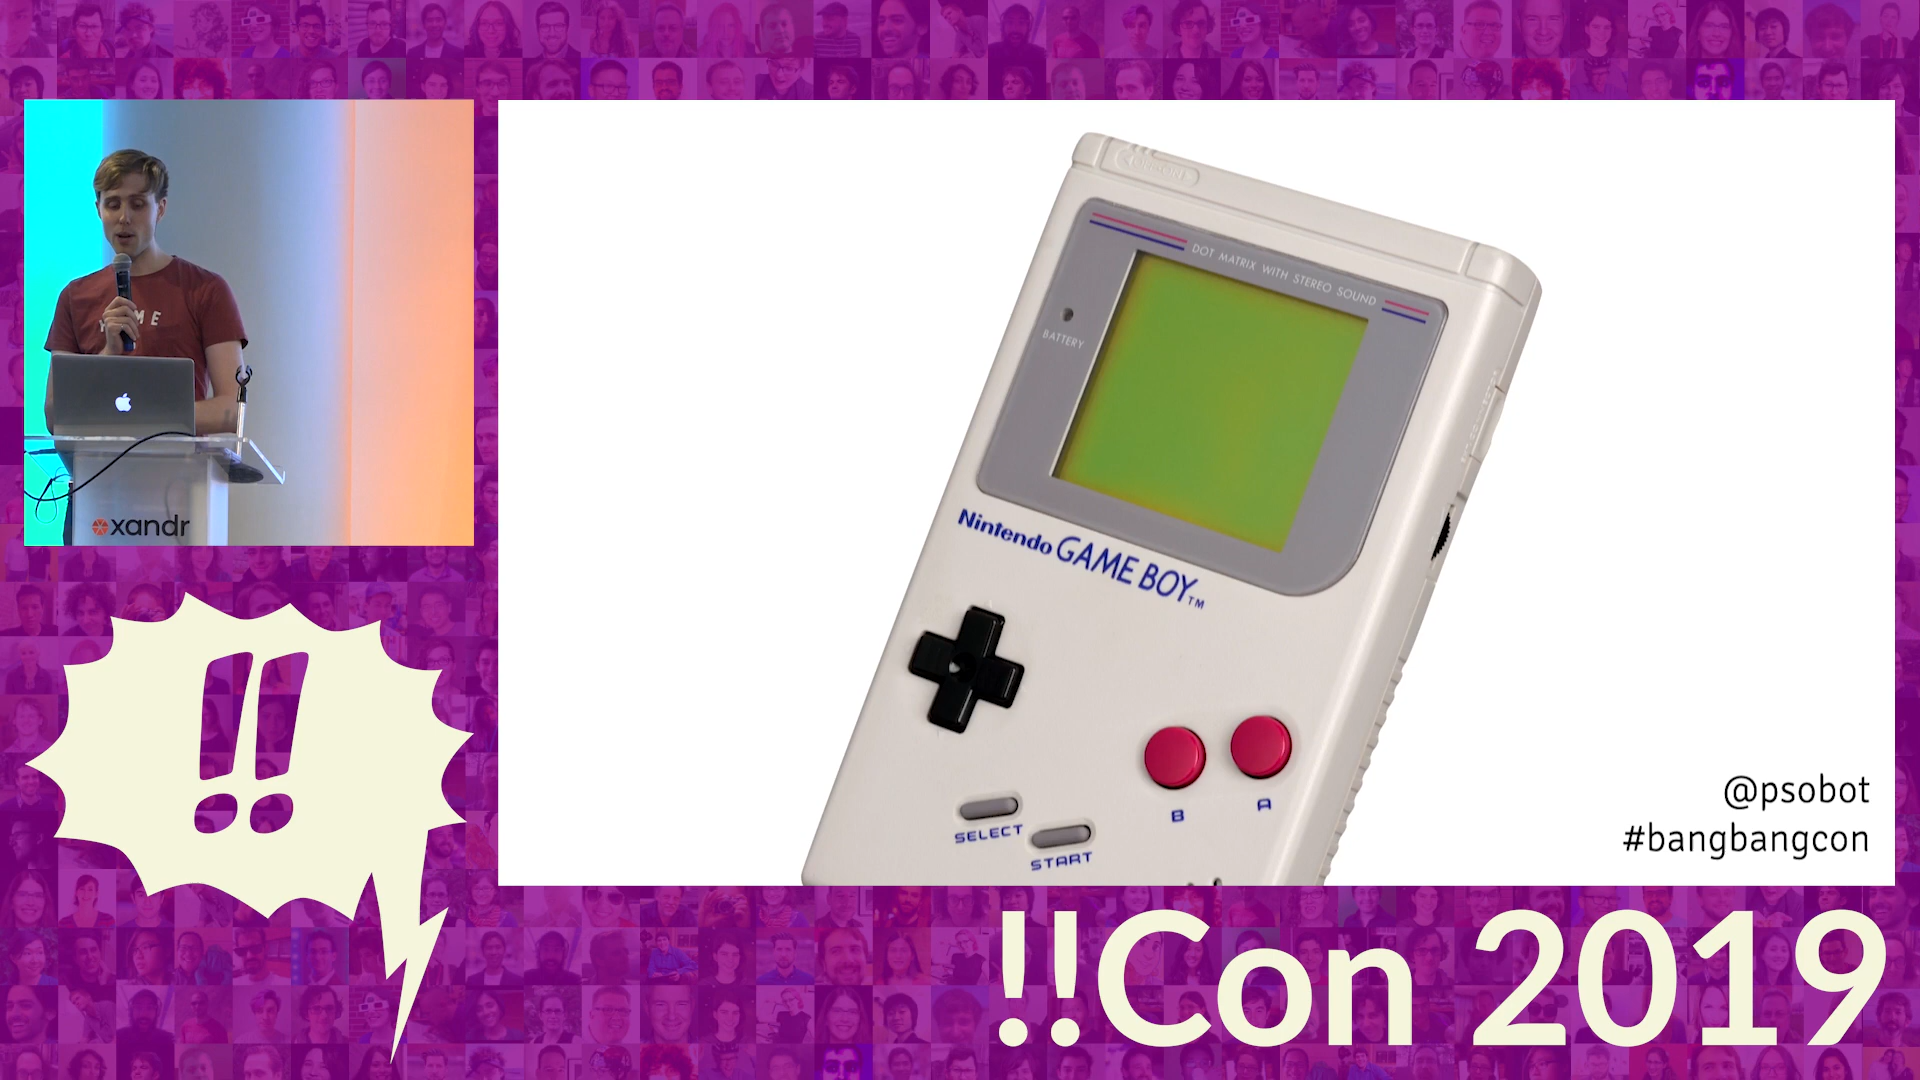 DOT MATRIX WITH STEREO SOUND
BATTERY
Nintendo GAME BOY™
B
A
SELECT
START
@psobot
#bangbangcon
xandr
!!
!!Con 2019